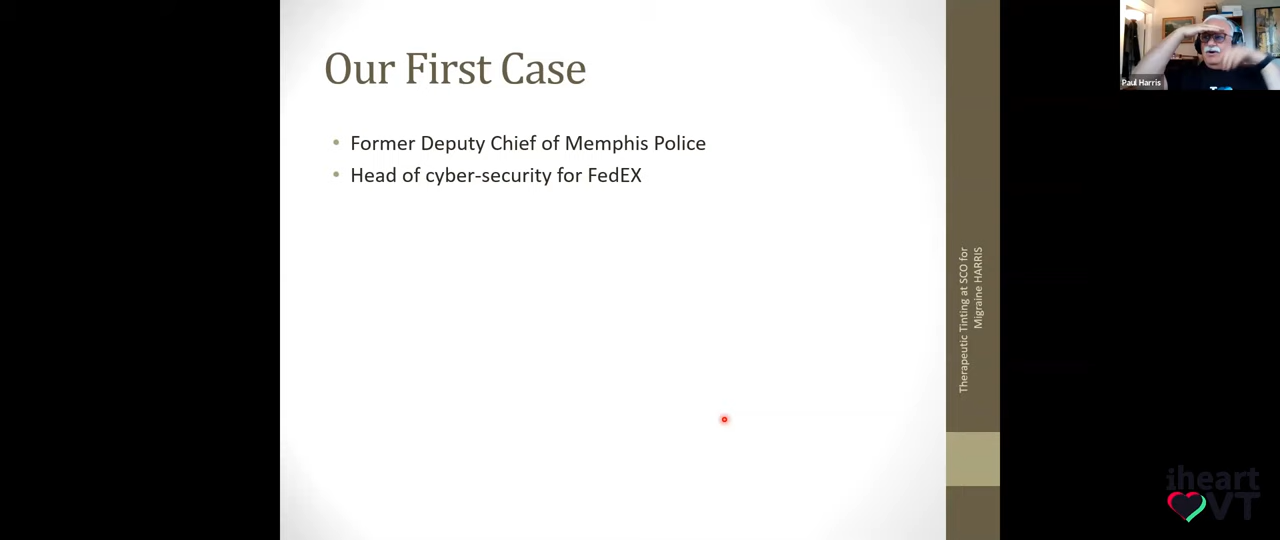 Our First Case
Former Deputy Chief of Memphis Police
Head of cyber-security for FedEX
Therapeutic Tinting at SCO for
Migraine HARRIS
Paul Harris
iheart
VT